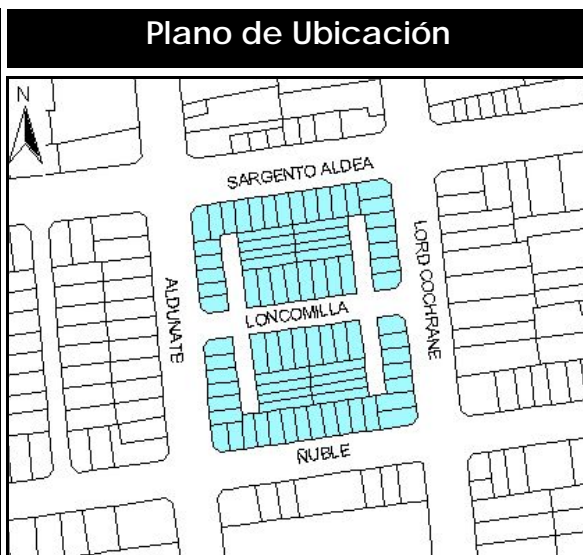 Plano de Ubicación
N
SARGENTO ALDEA
LORD COCHRANE
ALDUNATE
LONCOMILLA
ÑUBLE